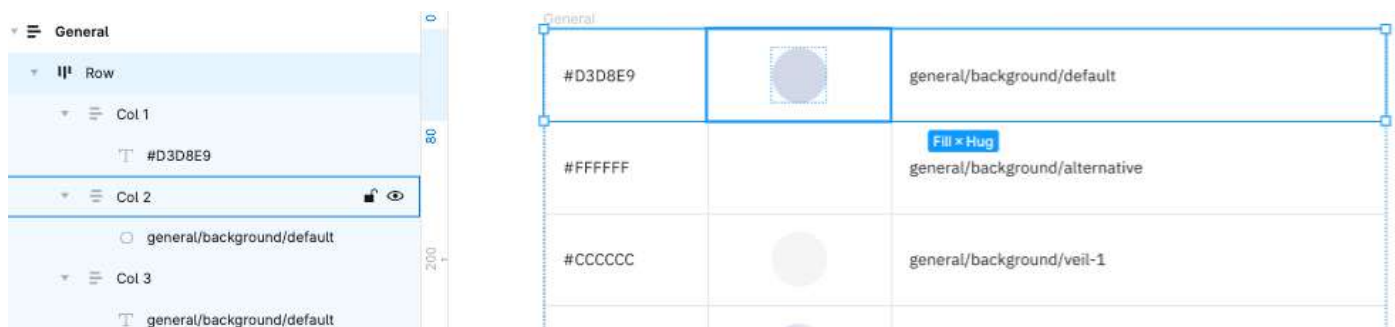 General
Row
Col 1
#D3D8E9
Col 2
general/background/default
Col 3
general/background/default
0
80
200
General
#D3D8E9
general/background/default
Fill × Hug
#FFFFFF
general/background/alternative
#CCCCCC
general/background/veil-1